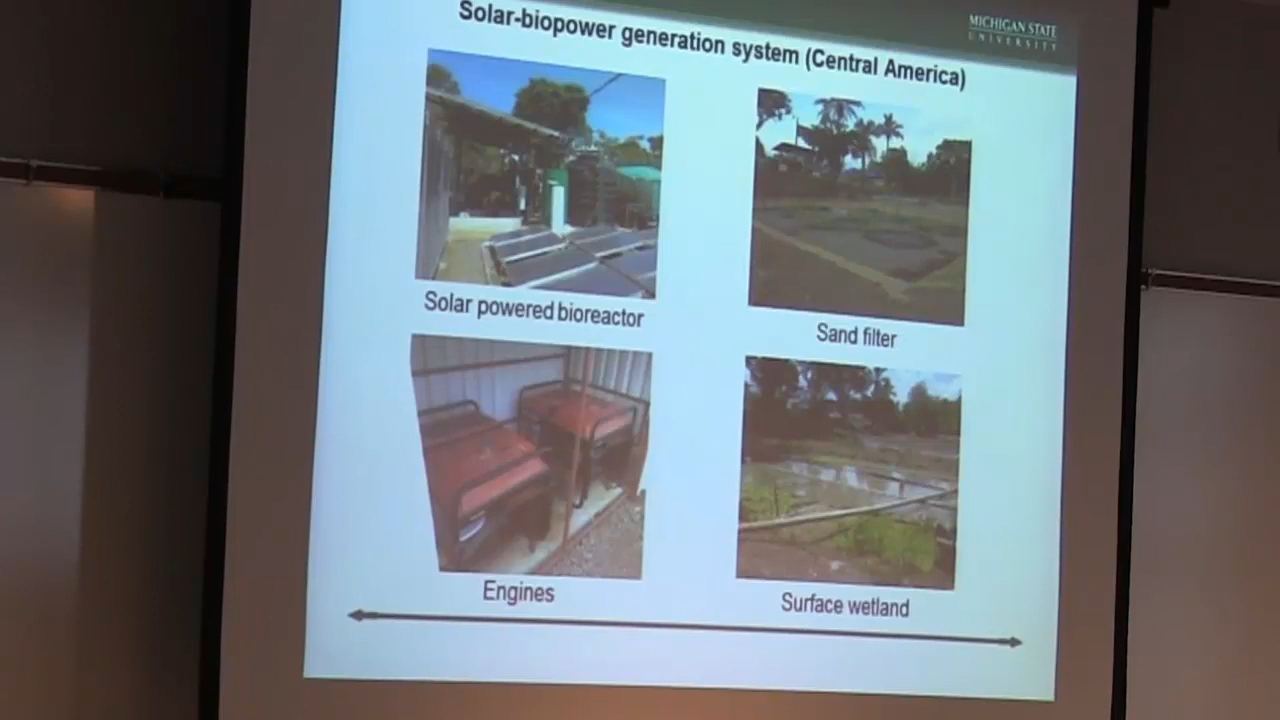 Solar-biopower generation system (Central America)
MICHIGAN STATE
UNIVERSITY
Solar powered bioreactor
Sand filter
Engines
Surface wetland